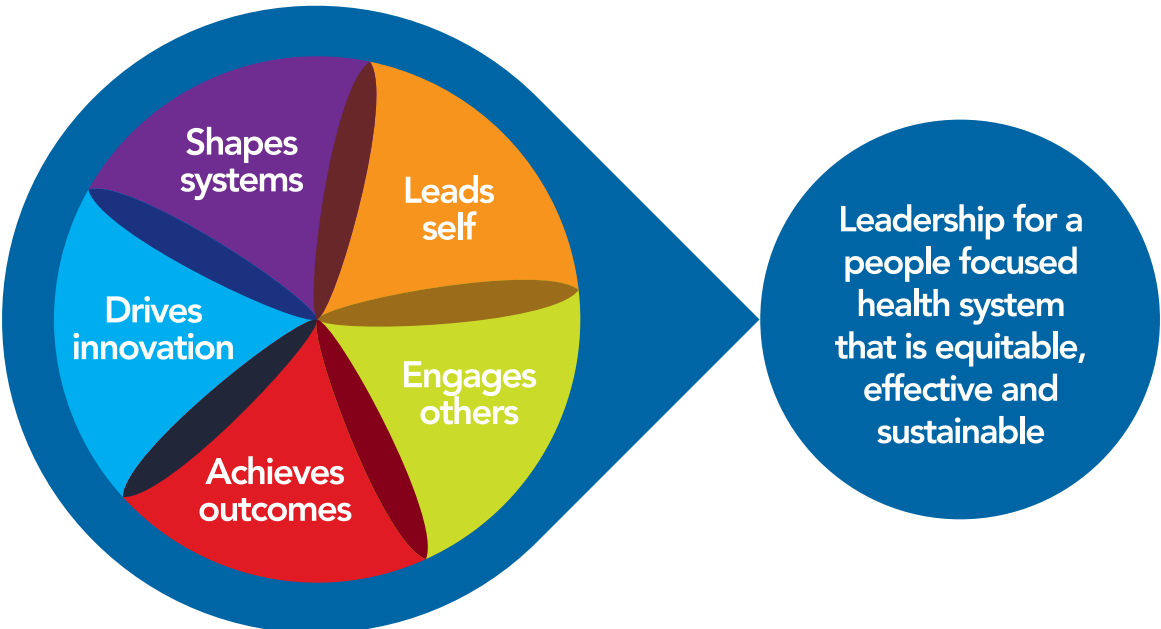 Shapes
systems
Leads
self
Engages
others
Achieves
outcomes
Drives
innovation
Leadership for a
people focused
health system
that is equitable,
effective and
sustainable